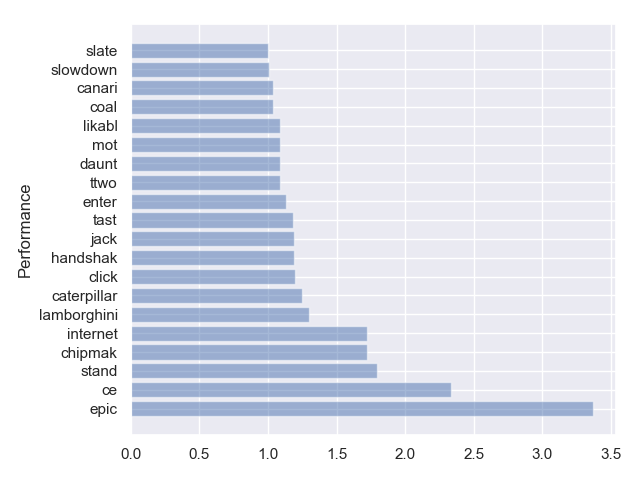 slate
slowdown
canari
coal
likabl
mot
daunt
ttwo
enter
tast
jack
handshak
click
caterpillar
lamborghini
internet
chipmak
stand
ce
epic
Performance
0.0 0.5 1.0 1.5 2.0 2.5 3.0 3.5